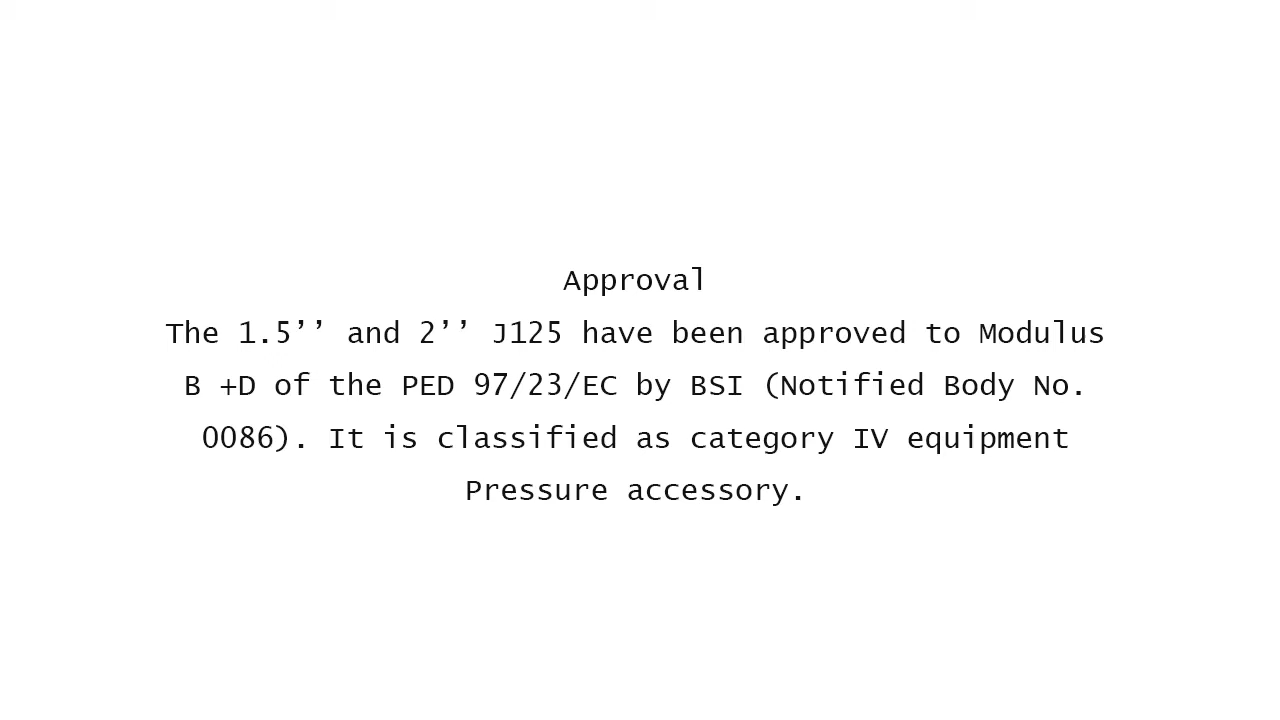 Approval
The 1.5’’ and 2’’ J125 have been approved to Modulus
B +D of the PED 97/23/EC by BSI (Notified Body No.
0086). It is classified as category IV equipment
Pressure accessory.